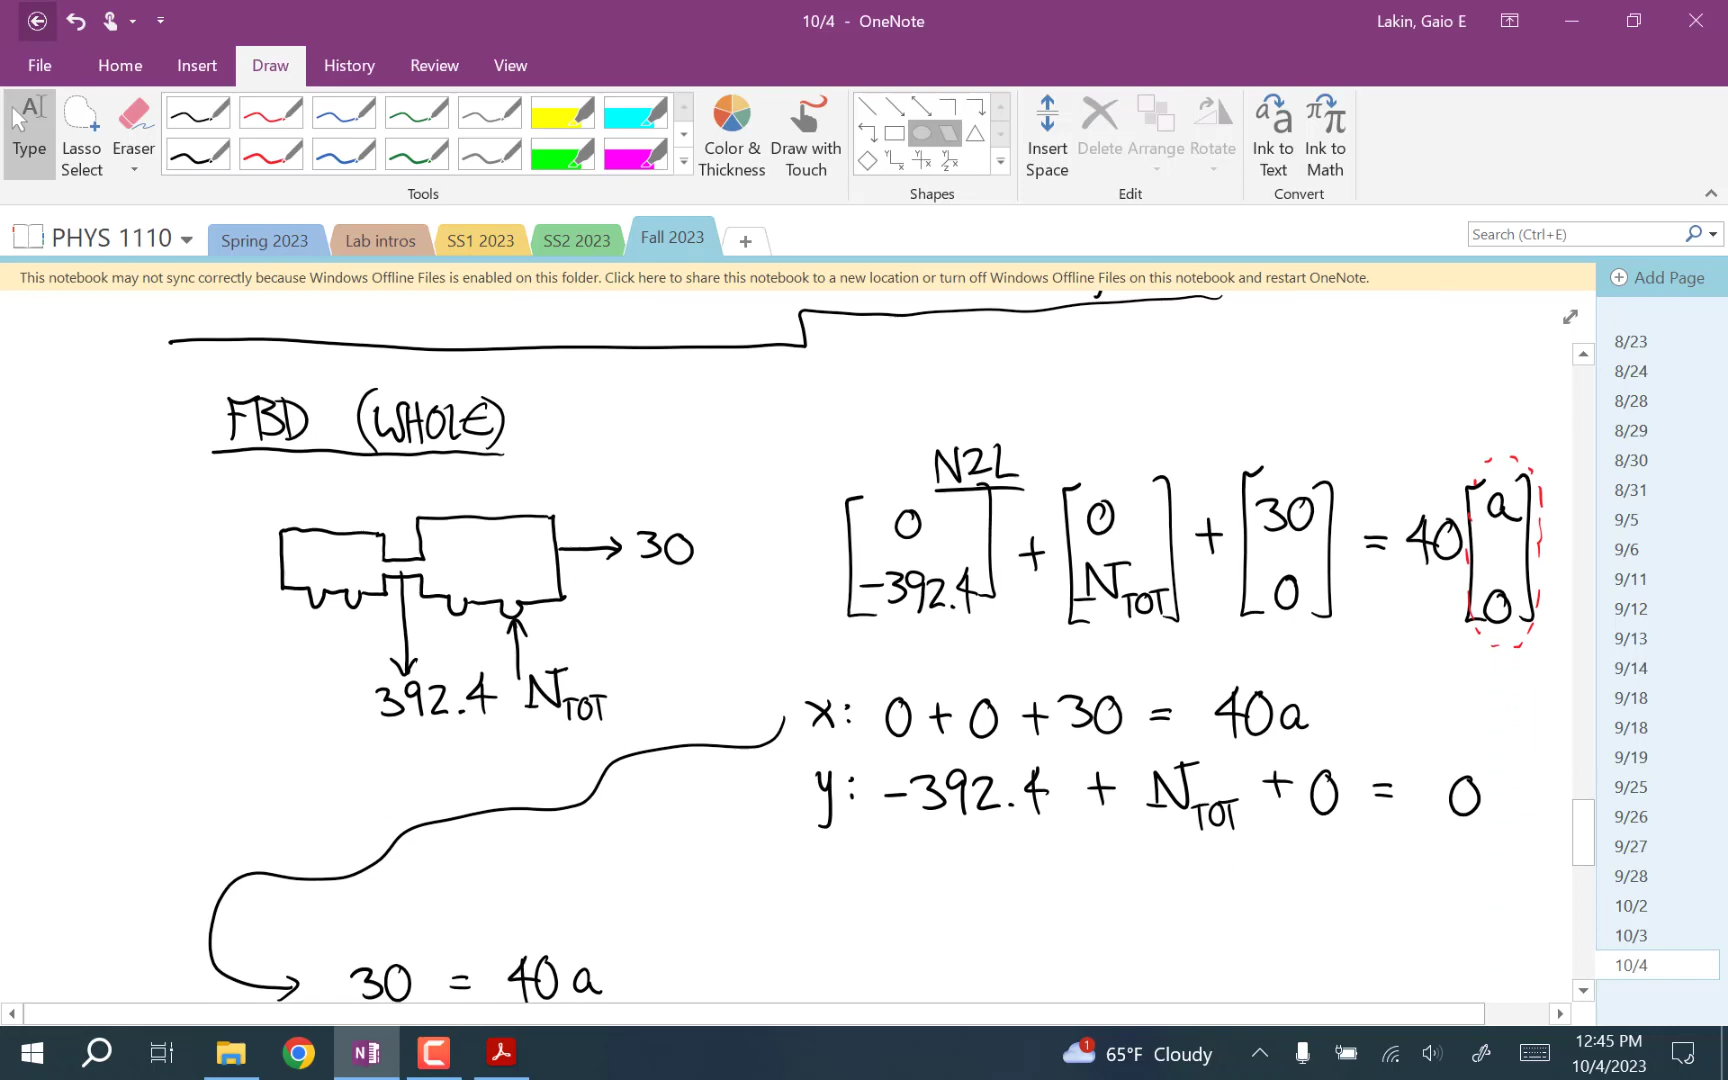 10/4 - OneNote
Lakin, Gaio E
File Home Insert Draw History Review View
Type
Lasso Select
Eraser
Color & Thickness
Draw with Touch
Insert Space
Delete
Arrange
Rotate
Ink to Text
Ink to Math
Tools
Shapes
Edit
Convert
PHYS 1110
Spring 2023
Lab intros
SS1 2023
SS2 2023
Fall 2023
Search (Ctrl+E)
This notebook may not sync correctly because Windows Offline Files is enabled on this folder. Click here to share this notebook to a new location or turn off Windows Offline Files on this notebook and restart OneNote.
Add Page
8/23
8/24
8/28
8/29
8/30
8/31
9/5
9/6
9/11
9/12
9/13
9/14
9/18
9/18
9/19
9/25
9/26
9/27
9/28
10/2
10/3
10/4
FBD (WHOLE)
30
392.4 N_TOT
N2L
[0 -392.4] + [0 N_TOT] + [30 0] = 40 [a 0]
x: 0 + 0 + 30 = 40a
y: -392.4 + N_TOT + 0 = 0
30 = 40a
1
65°F Cloudy
12:45 PM
10/4/2023